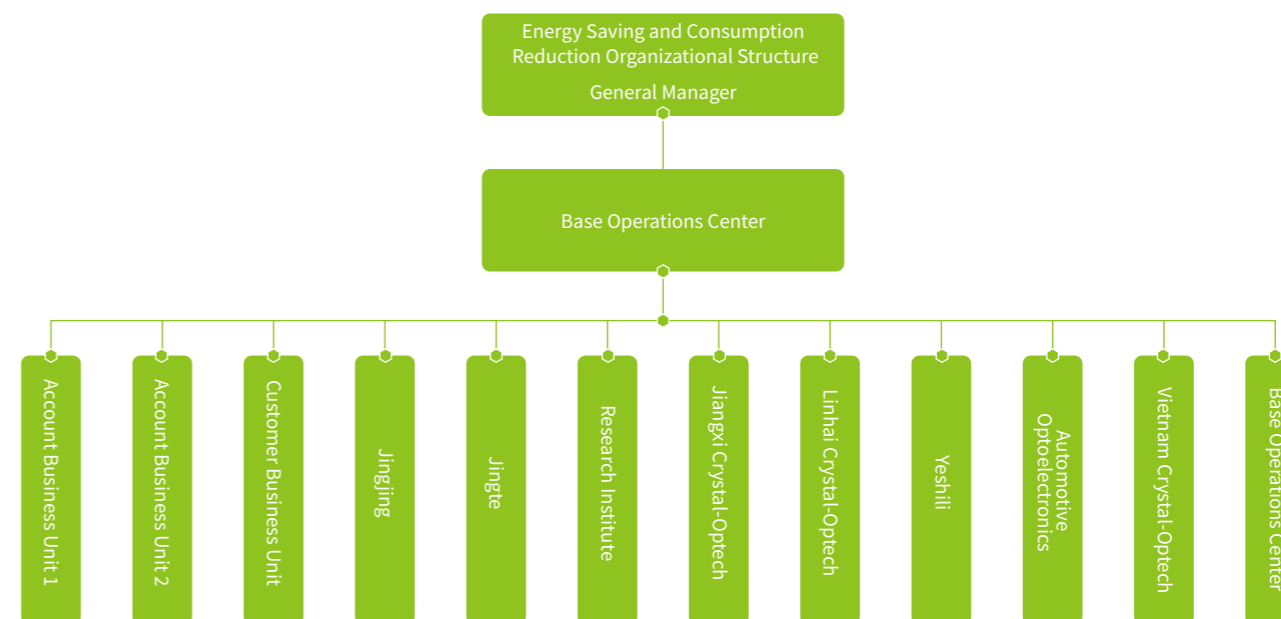 Energy Saving and Consumption
Reduction Organizational Structure
General Manager
Base Operations Center
Account Business Unit 1
Account Business Unit 2
Customer Business Unit
Jingjing
Jingte
Research Institute
Jiangxi Crystal-Optech
Linhai Crystal-Optech
Yeshili
Automotive
Optoelectronics
Vietnam Crystal-Optech
Base Operations Center